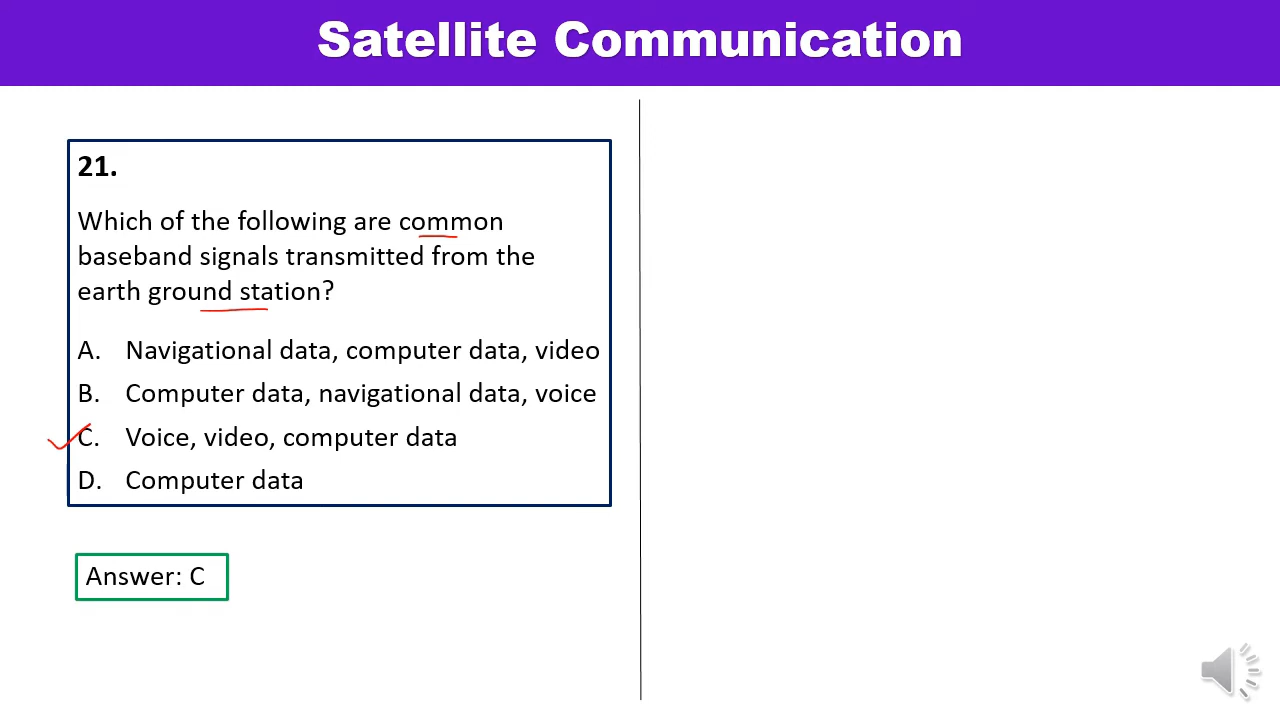 Satellite Communication
21.
Which of the following are common
baseband signals transmitted from the
earth ground station?
A. Navigational data, computer data, video
B. Computer data, navigational data, voice
C. Voice, video, computer data
D. Computer data
Answer: C